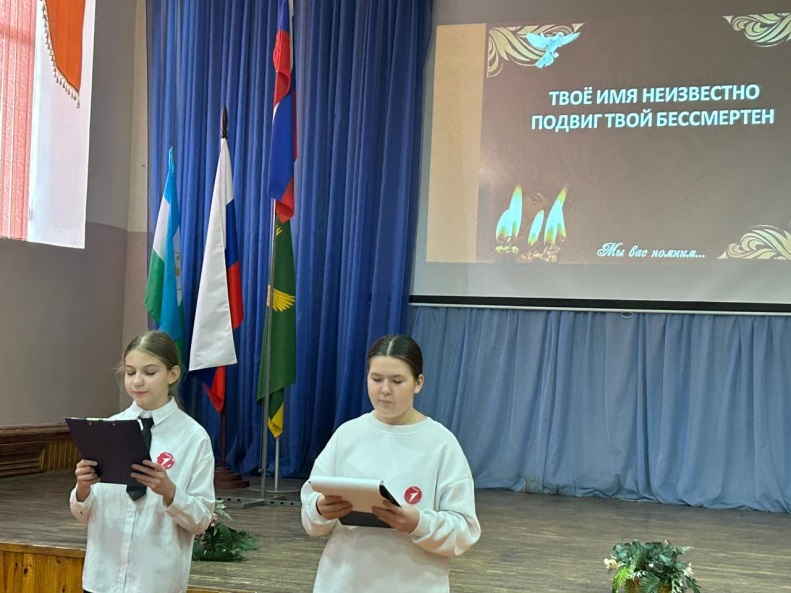 ТВОЁ ИМЯ НЕИЗВЕСТНО
ПОДВИГ ТВОЙ БЕССМЕРТЕН
Мы вас помним...